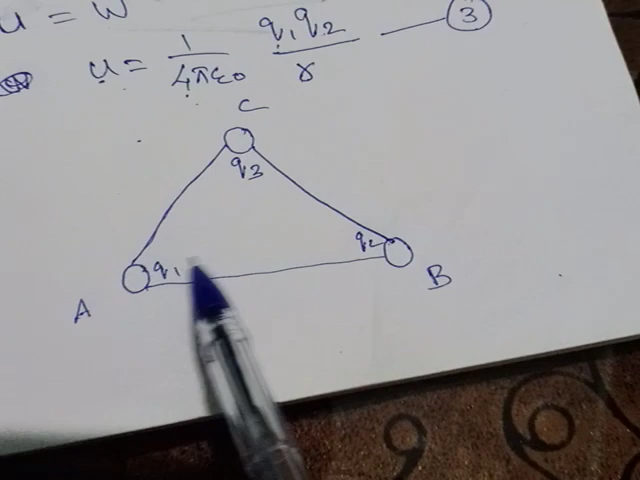 u = W
u = 1/4πε₀ q₁q₂/r — ③
C
q₃
q₂
q₁
B
A